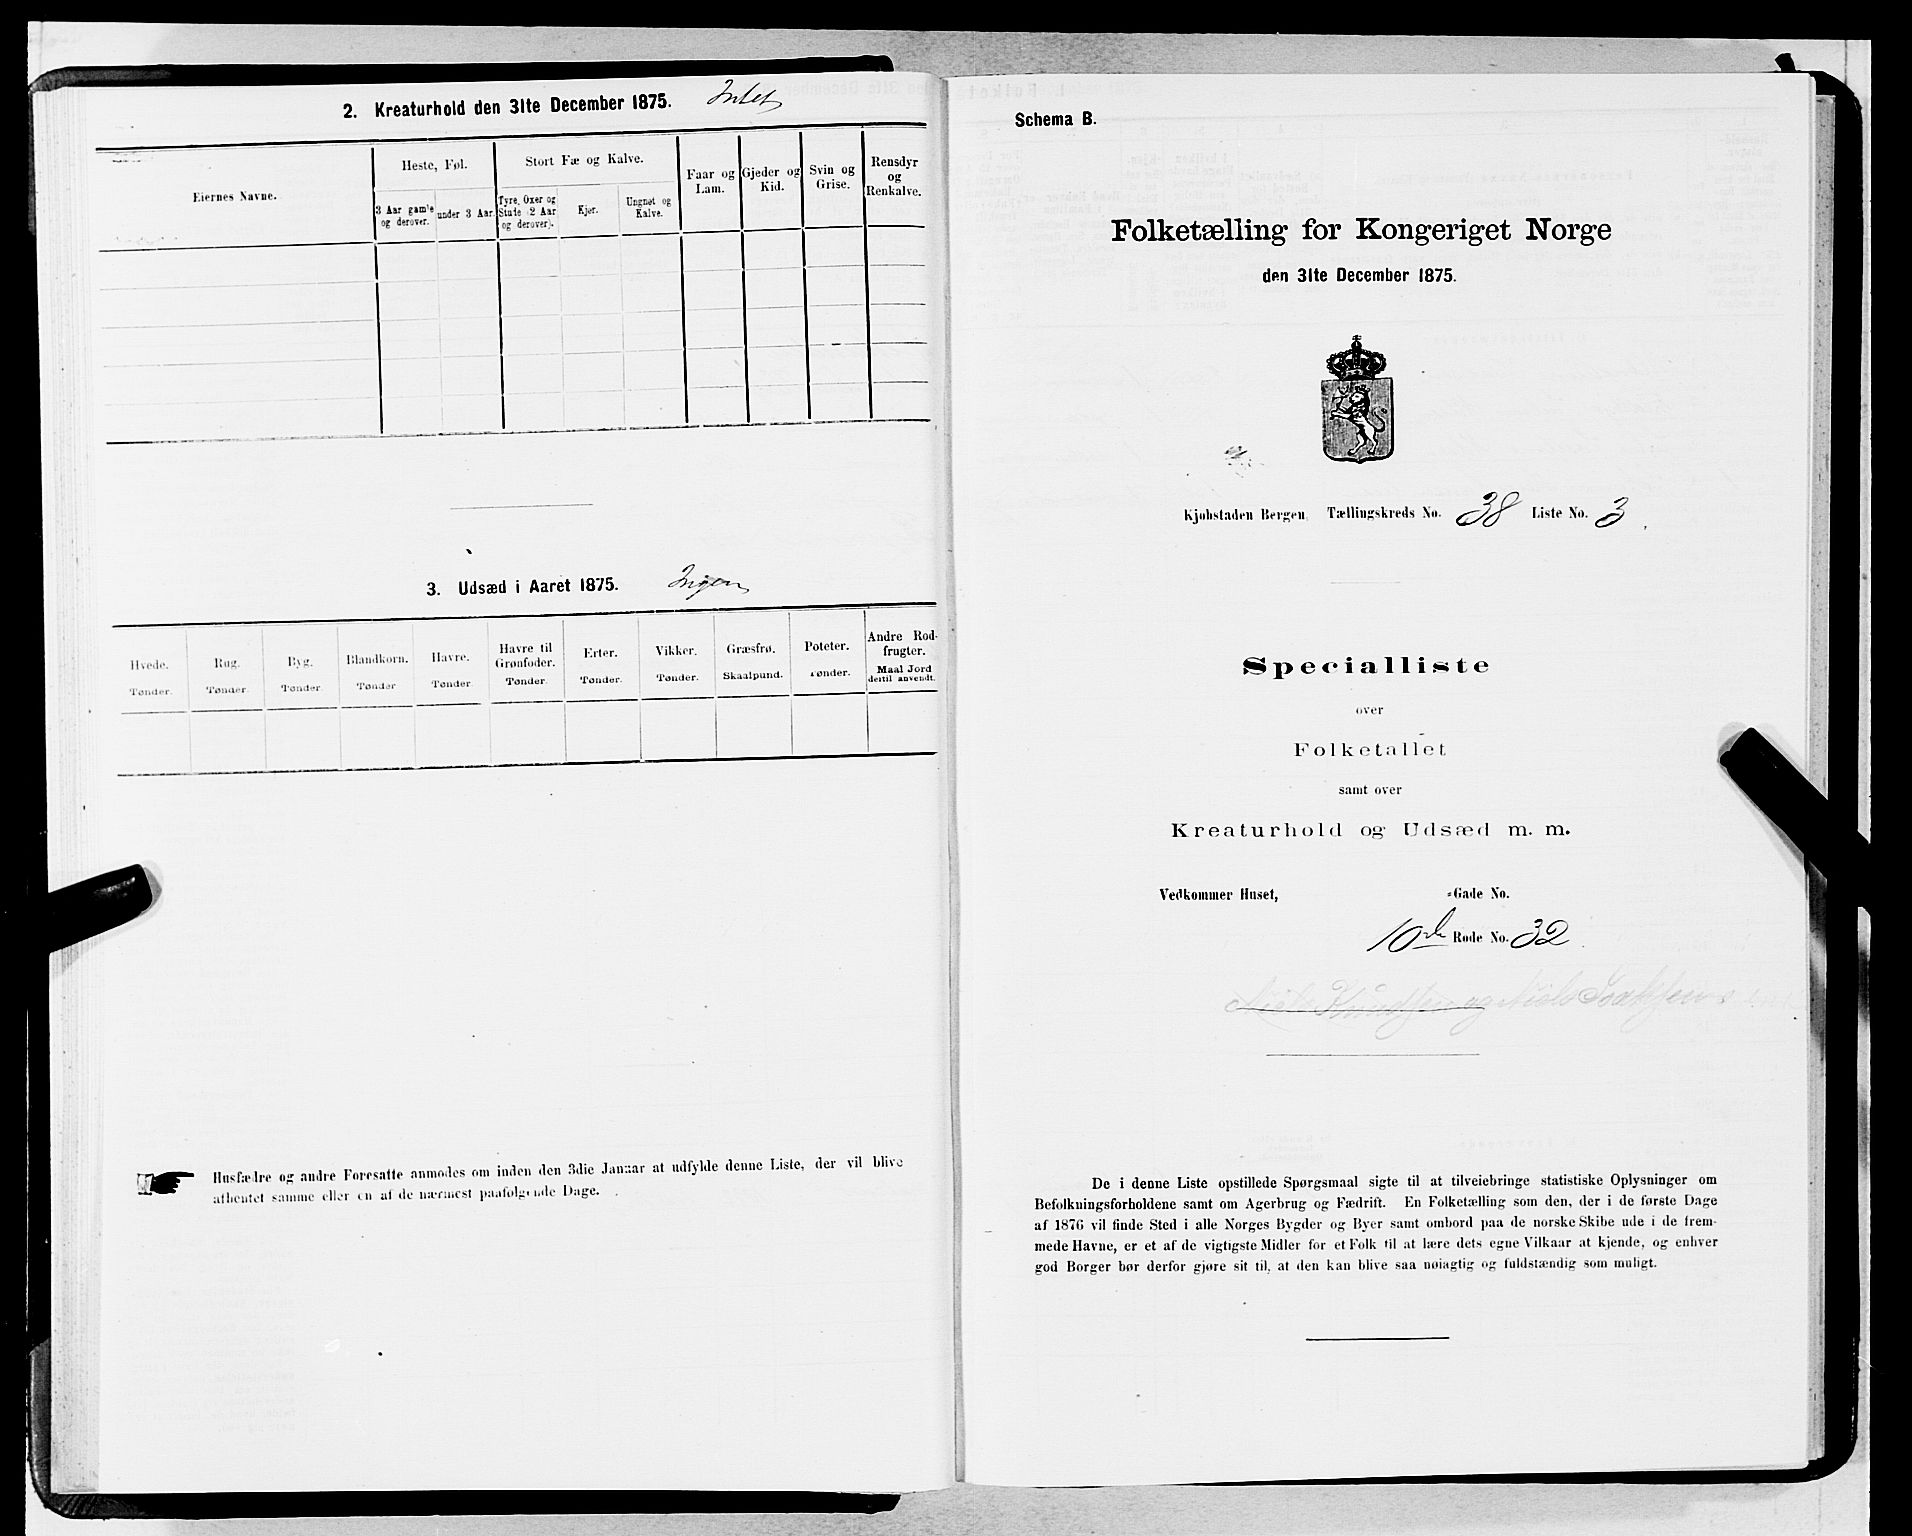 2. Kreaturhold den 31te December 1875. Intet
Eiernes Navne.
Heste, Føl.
3 Aar gamle og derover.
under 3 Aar.
Stort Fæ og Kalve.
Tyre, Oxer og Stude (2 Aar og derover).
Kjør.
Ungnøt og Kalve.
Faar og Lam.
Gjeder og Kid.
Svin og Grise.
Rensdyr og Renkalve.
3. Udsæd i Aaret 1875. Ingen
Hvede.
Tønder.
Rug.
Tønder.
Byg.
Tønder.
Blandkorn.
Tønder
Havre.
Tønder.
Havre til Grønfoder.
Tønder.
Erter.
Tønder.
Vikker.
Tønder.
Græsfrø.
Skaalpund.
Poteter.
Tønder.
Andre Rodfrugter.
Maal Jord dertil anvendt.
Husfædre og andre Foresatte anmodes om inden den 3die Januar at udfylde denne Liste, der vil blive
afhentet samme eller en af de nærmest paafølgende Dage.
Schema B.
Folketælling for Kongeriget Norge
den 31te December 1875.
Kjøbstaden Bergen, Tællingskreds No. 38 Liste No. 3
Specialliste
over
Folketallet
samt over
Kreaturhold og Udsæd m. m.
Vedkommer Huset, -Gade No.
10de Rode No. 32
Niels Knudsen og Niels
De i denne Liste opstillede Spørgsmaal sigte til at tilveiebringe statistiske Oplysninger om
Befolkningsforholdene samt om Agerbrug og Fædrift. En Folketælling som den, der i de første Dage
af 1876 vil finde Sted i alle Norges Bygder og Byer samt ombord paa de norske Skibe ude i de frem-
mede Havne, er et af de vigtigste Midler for et Folk til at lære dets egne Vilkaar at kjende, og enhver
god Borger bør derfor gjøre sit til, at den kan blive saa nøiagtig og fuldstændig som muligt.